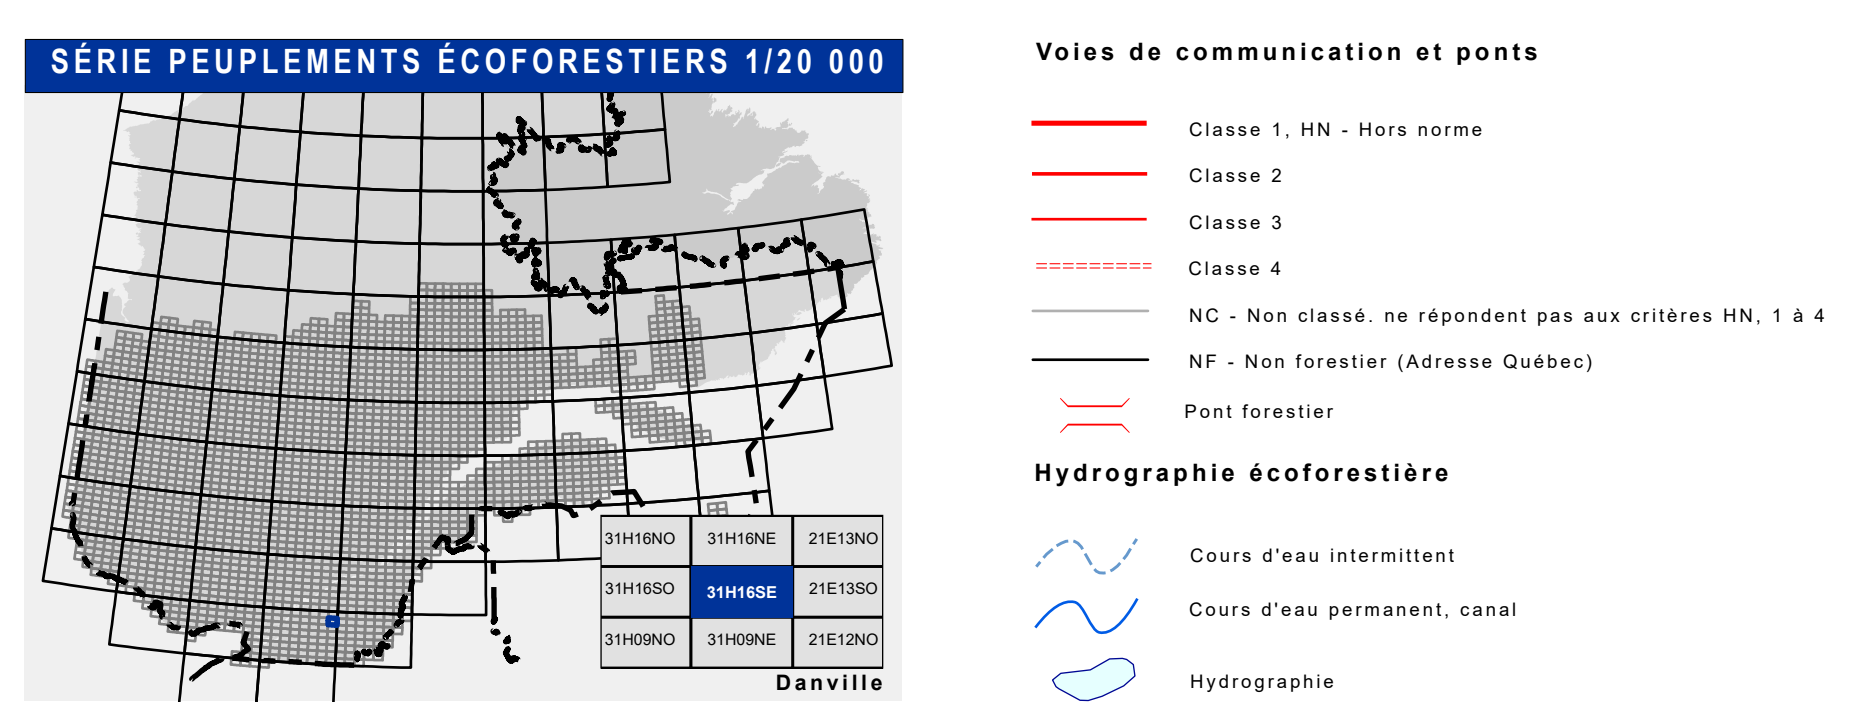 SÉRIE PEUPLEMENTS ÉCOFORESTIERS 1/20 000
31H16NO 31H16NE 21E13NO
31H16SO 31H16SE 21E13SO
31H09NO 31H09NE 21E12NO
Danville
Voies de communication et ponts
Classe 1, HN - Hors norme
Classe 2
Classe 3
Classe 4
NC - Non classé. ne répondent pas aux critères HN, 1 à 4
NF - Non forestier (Adresse Québec)
Pont forestier
Hydrographie écoforestière
Cours d'eau intermittent
Cours d'eau permanent, canal
Hydrographie